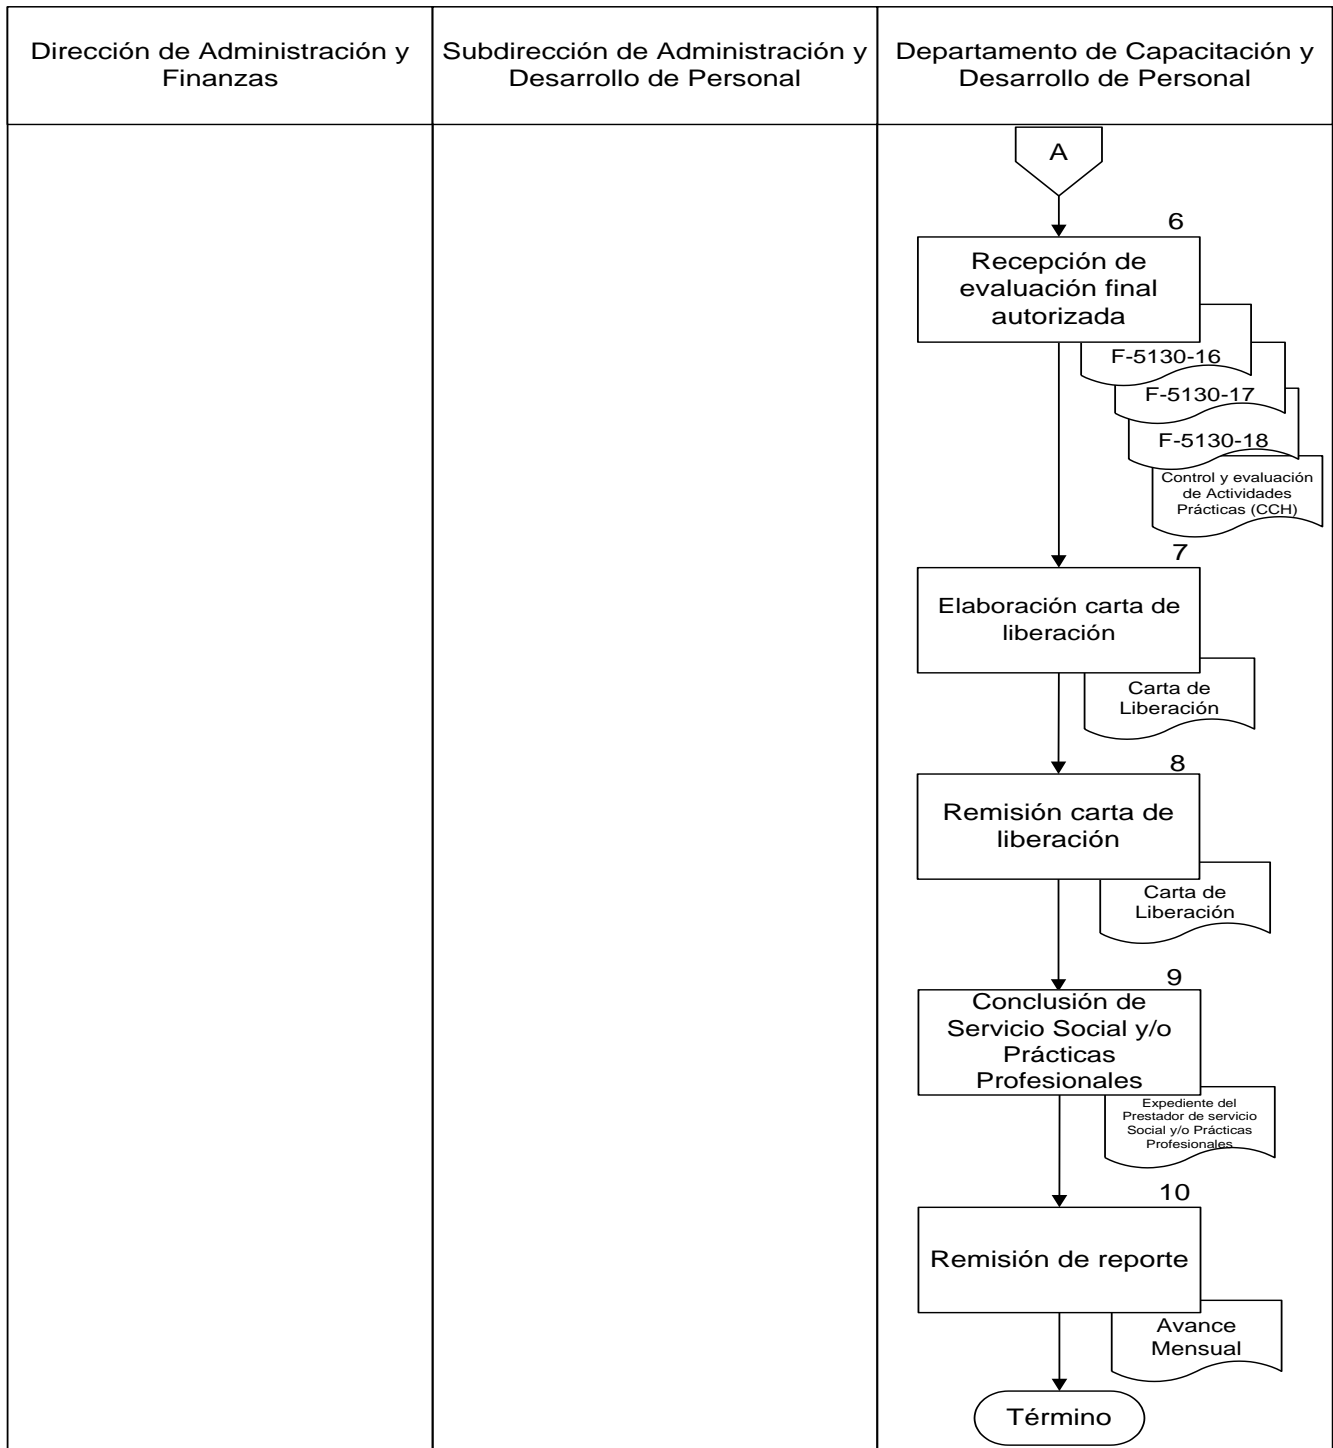 Dirección de Administración y
Finanzas
Subdirección de Administración y
Desarrollo de Personal
Departamento de Capacitación y
Desarrollo de Personal
A
6
Recepción de
evaluación final
autorizada
F-5130-16
F-5130-17
F-5130-18
Control y evaluación
de Actividades
Prácticas (CCH)
7
Elaboración carta de
liberación
Carta de
Liberación
8
Remisión carta de
liberación
Carta de
Liberación
9
Conclusión de
Servicio Social y/o
Prácticas
Profesionales
Expediente del
Prestador de servicio
Social y/o Prácticas
Profesionales
10
Remisión de reporte
Avance
Mensual
Término